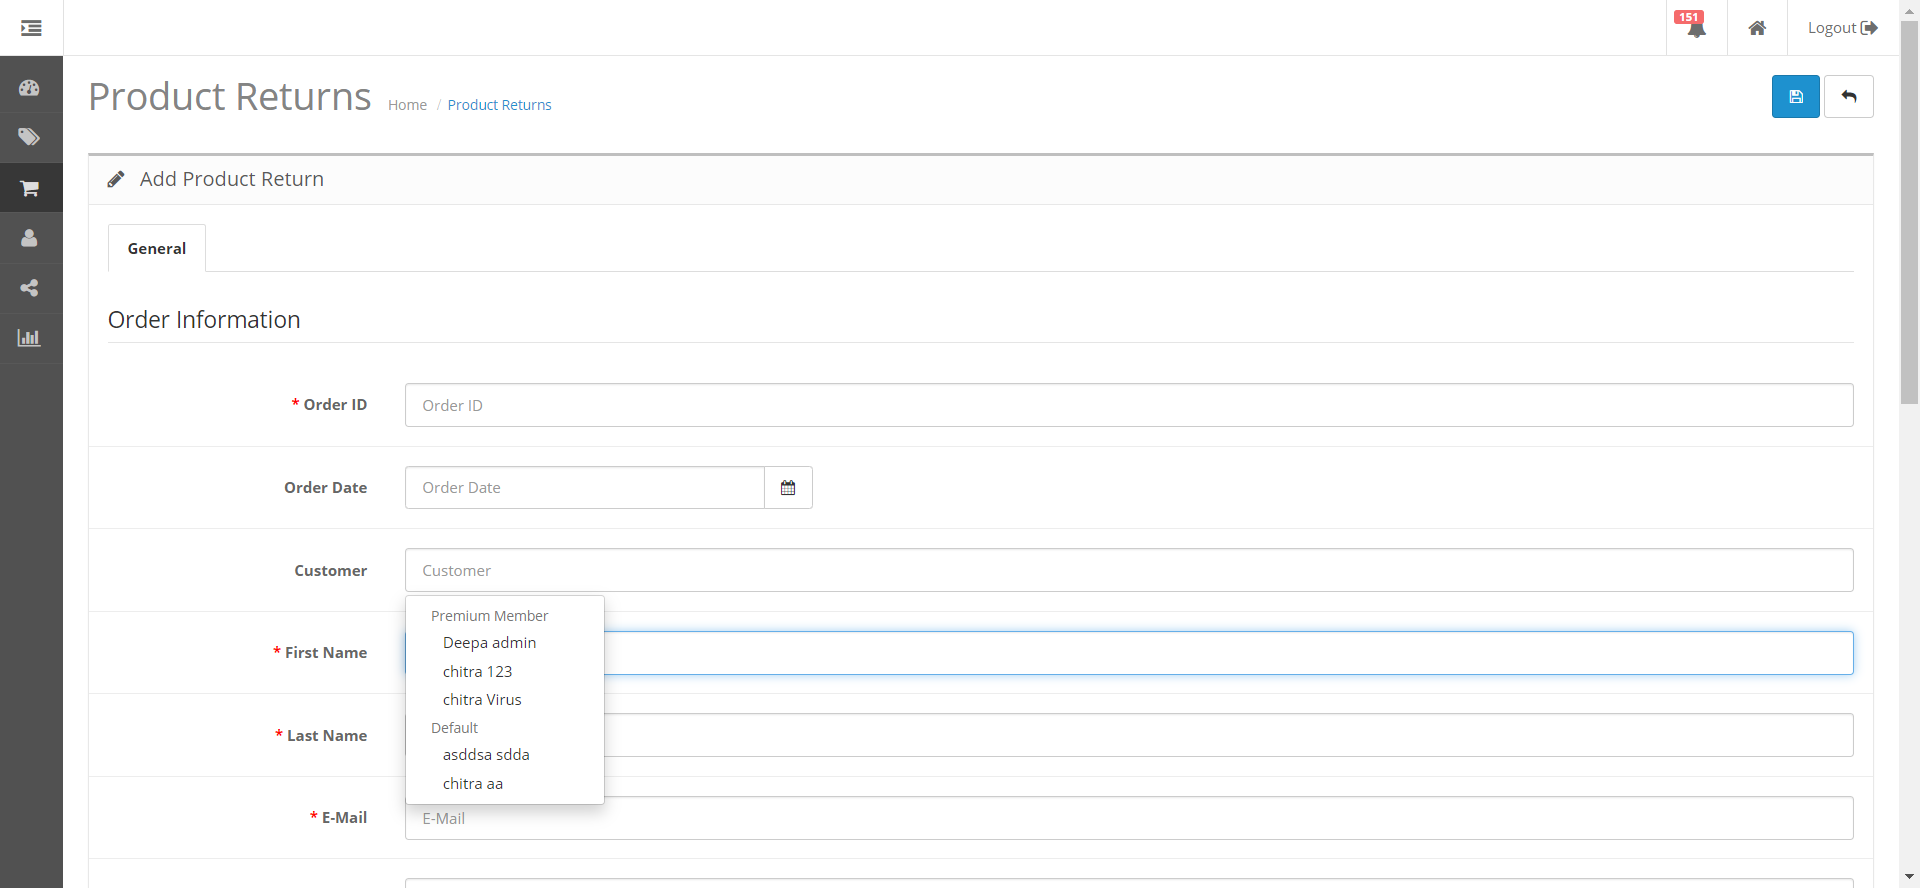 151
Logout
Product Returns
Home / Product Returns
Add Product Return
General
Order Information
* Order ID
Order ID
Order Date
Order Date
Customer
Customer
Premium Member
Deepa admin
chitra 123
chitra Virus
Default
asddsa sdda
chitra aa
* First Name
* Last Name
* E-Mail
E-Mail